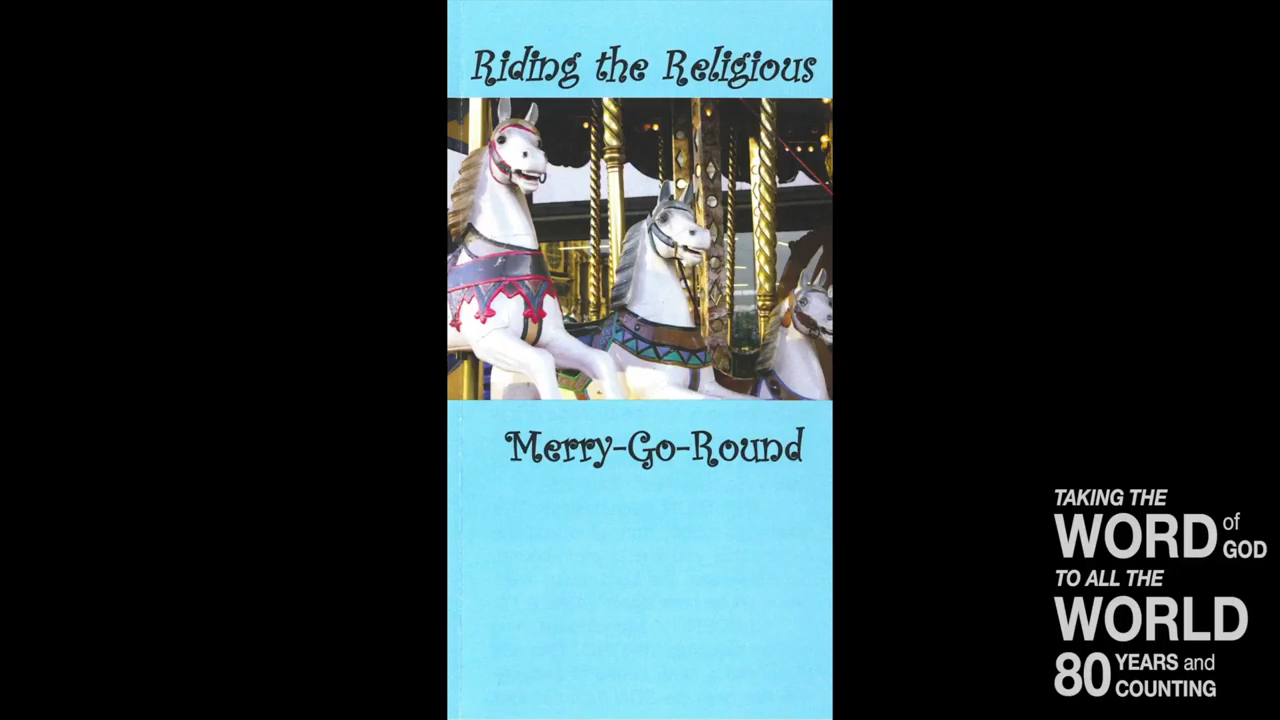 Riding the Religious
Merry-Go-Round
TAKING THE
WORD of GOD
TO ALL THE
WORLD
80 YEARS and COUNTING